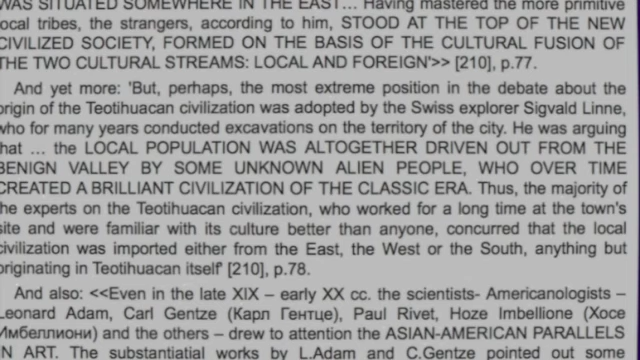 WAS SITUATED SOMEWHERE IN THE EAST... Having mastered the more primitive
local tribes, the strangers, according to him, STOOD AT THE TOP OF THE NEW
CIVILIZED SOCIETY, FORMED ON THE BASIS OF THE CULTURAL FUSION OF
THE TWO CULTURAL STREAMS: LOCAL AND FOREIGN'>> [210], p.77.
And yet more: 'But, perhaps, the most extreme position in the debate about the
origin of the Teotihuacan civilization was adopted by the Swiss explorer Sigvald Linne,
who for many years conducted excavations on the territory of the city. He was arguing
that ... the LOCAL POPULATION WAS ALTOGETHER DRIVEN OUT FROM THE
BENIGN VALLEY BY SOME UNKNOWN ALIEN PEOPLE, WHO OVER TIME
CREATED A BRILLIANT CIVILIZATION OF THE CLASSIC ERA. Thus, the majority of
the experts on the Teotihuacan civilization, who worked for a long time at the town's
site and were familiar with its culture better than anyone, concurred that the local
civilization was imported either from the East, the West or the South, anything but
originating in Teotihuacan itself' [210], p.78.
And also: <<Even in the late XIX – early XX cc. the scientists- Americanologists –
Leonard Adam, Carl Gentze (Карл Гентце), Paul Rivet, Hoze Imbellione (Хосе
Имбеллиони) and the others – drew to attention the ASIAN-AMERICAN PARALLELS
IN ART. The substantiatial works by L.Adam and C.Gentze pointed out some